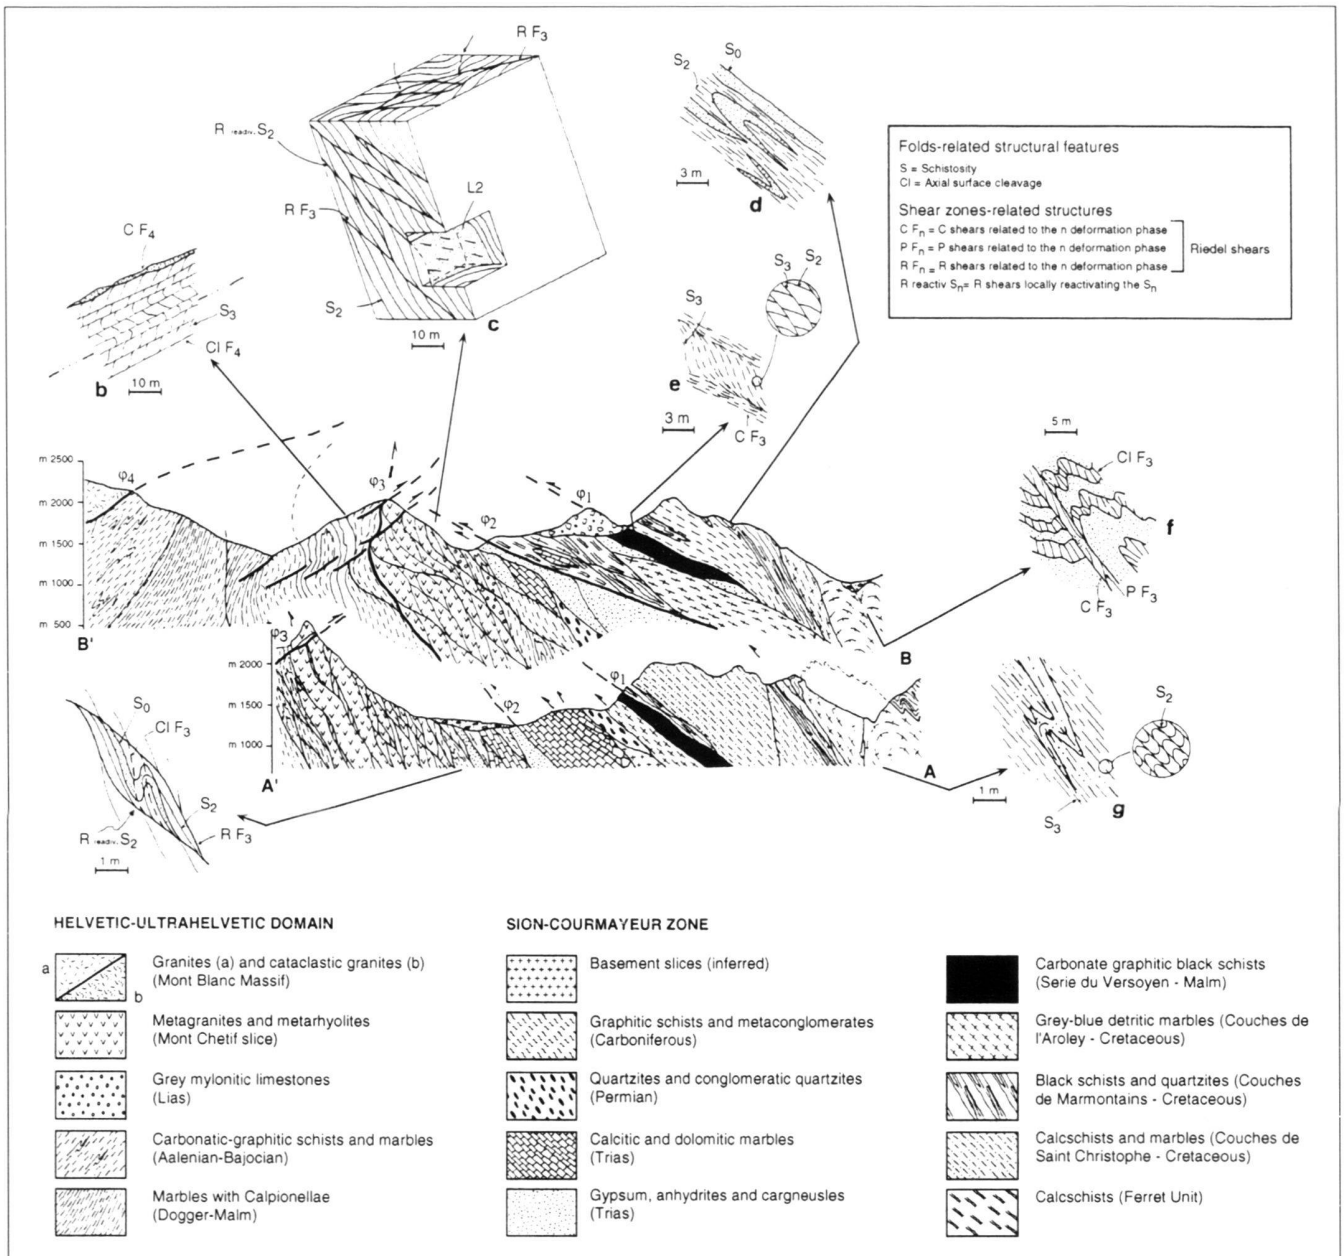 R F3
S0
S2
R reactiv. S2
Folds-related structural features
S = Schistosity
Cl = Axial surface cleavage
Shear zones-related structures
C Fn = C shears related to the n deformation phase
P Fn = P shears related to the n deformation phase
R Fn = R shears related to the n deformation phase
Riedel shears
R reactiv Sn= R shears locally reactivating the Sn
L2
R F3
3 m
d
C F4
S3
S2
S3
S2
c
10 m
S3
Cl F4
b
10 m
e
3 m
C F3
5 m
Cl F3
f
P F3
C F3
m 2500
m 2000
m 1500
m 1000
m 500
φ4
φ3
φ2
φ1
B'
B
φ3
m 2000
m 1500
m 1000
φ2
φ1
A'
A
S0
Cl F3
S2
R reactiv. S2
R F3
1 m
S2
1 m
g
S3
HELVETIC-ULTRAHELVETIC DOMAIN
a
b
Granites (a) and cataclastic granites (b)
(Mont Blanc Massif)
Metagranites and metarhyolites
(Mont Chetif slice)
Grey mylonitic limestones
(Lias)
Carbonatic-graphitic schists and marbles
(Aalenian-Bajocian)
Marbles with Calpionellae
(Dogger-Malm)
SION-COURMAYEUR ZONE
Basement slices (inferred)
Graphitic schists and metaconglomerates
(Carboniferous)
Quartzites and conglomeratic quartzites
(Permian)
Calcitic and dolomitic marbles
(Trias)
Gypsum, anhydrites and cargneusles
(Trias)
Carbonate graphitic black schists
(Serie du Versoyen - Malm)
Grey-blue detritic marbles (Couches de
l'Aroley - Cretaceous)
Black schists and quartzites (Couches
de Marmontains - Cretaceous)
Calcschists and marbles (Couches de
Saint Christophe - Cretaceous)
Calcschists (Ferret Unit)